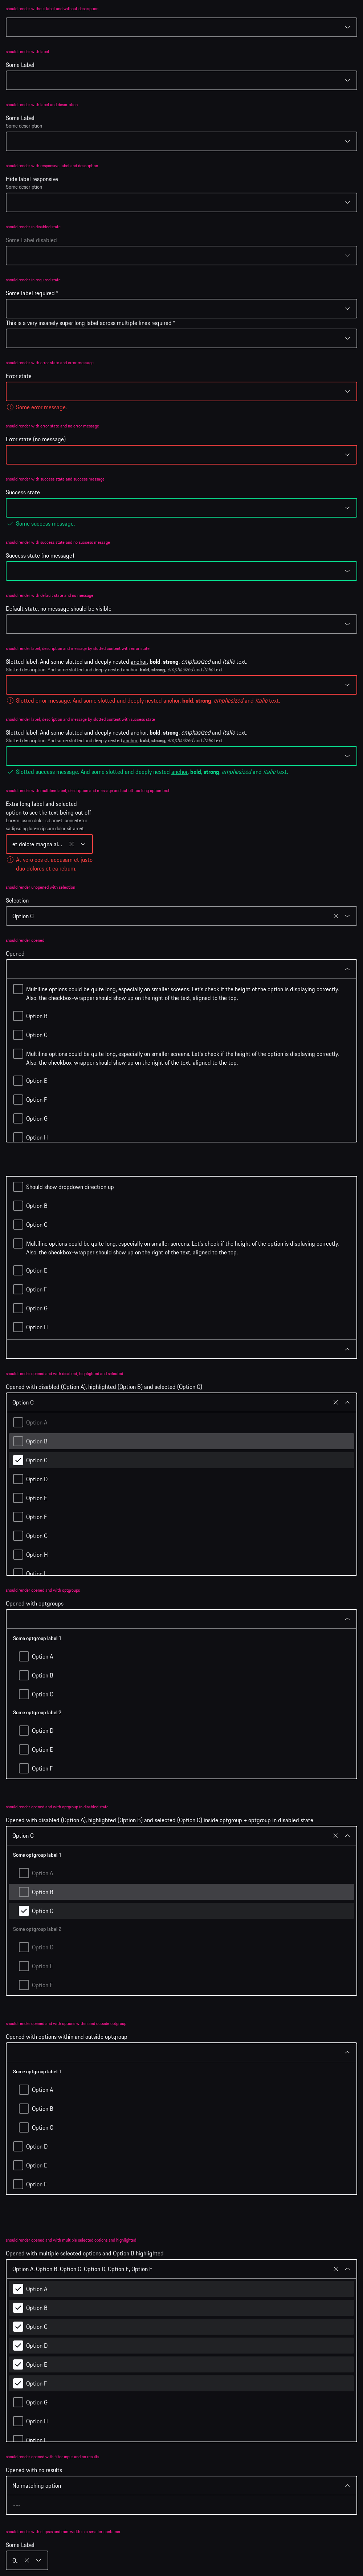 should render without label and without description
should render with label
Some Label
should render with label and description
Some Label
Some description
should render with responsive label and description
Hide label responsive
Some description
should render in disabled state
Some Label disabled
should render in required state
Some label required *
This is a very insanely super long label across multiple lines required *
should render with error state and error message
Error state
Some error message.
should render with error state and no error message
Error state (no message)
should render with success state and success message
Success state
Some success message.
should render with success state and no success message
Success state (no message)
should render with default state and no message
Default state, no message should be visible
should render label, description and message by slotted content with error state
Slotted label. And some slotted and deeply nested anchor, bold, strong, emphasized and italic text.
Slotted description. And some slotted and deeply nested anchor, bold, strong, emphasized and italic text.
Slotted error message. And some slotted and deeply nested anchor, bold, strong, emphasized and italic text.
should render label, description and message by slotted content with success state
Slotted label. And some slotted and deeply nested anchor, bold, strong, emphasized and italic text.
Slotted description. And some slotted and deeply nested anchor, bold, strong, emphasized and italic text.
Slotted success message. And some slotted and deeply nested anchor, bold, strong, emphasized and italic text.
should render with multiline label, description and message and cut off too long option text
Extra long label and selected
option to see the text being cut off
Lorem ipsum dolor sit amet, consetetur
sadipscing lorem ipsum dolor sit amet
et dolore magna al...
At vero eos et accusam et justo
duo dolores et ea rebum.
should render unopened with selection
Selection
Option C
should render opened
Opened
Multiline options could be quite long, especially on smaller screens. Let's check if the height of the option is displaying correctly.
Also, the checkbox-wrapper should show up on the right of the text, aligned to the top.
Option B
Option C
Multiline options could be quite long, especially on smaller screens. Let's check if the height of the option is displaying correctly.
Also, the checkbox-wrapper should show up on the right of the text, aligned to the top.
Option E
Option F
Option G
Option H
Should show dropdown direction up
Option B
Option C
Multiline options could be quite long, especially on smaller screens. Let's check if the height of the option is displaying correctly.
Also, the checkbox-wrapper should show up on the right of the text, aligned to the top.
Option E
Option F
Option G
Option H
should render opened and with disabled, highlighted and selected
Opened with disabled (Option A), highlighted (Option B) and selected (Option C)
Option C
Option A
Option B
Option C
Option D
Option E
Option F
Option G
Option H
Option I
should render opened and with optgroups
Opened with optgroups
Some optgroup label 1
Option A
Option B
Option C
Some optgroup label 2
Option D
Option E
Option F
should render opened and with optgroup in disabled state
Opened with disabled (Option A), highlighted (Option B) and selected (Option C) inside optgroup + optgroup in disabled state
Option C
Some optgroup label 1
Option A
Option B
Option C
Some optgroup label 2
Option D
Option E
Option F
should render opened and with options within and outside optgroup
Opened with options within and outside optgroup
Some optgroup label 1
Option A
Option B
Option C
Option D
Option E
Option F
should render opened and with multiple selected options and highlighted
Opened with multiple selected options and Option B highlighted
Option A, Option B, Option C, Option D, Option E, Option F
Option A
Option B
Option C
Option D
Option E
Option F
Option G
Option H
Option I
should render opened with filter input and no results
Opened with no results
No matching option
---
should render with ellipsis and min-width in a smaller container
Some Label
O...